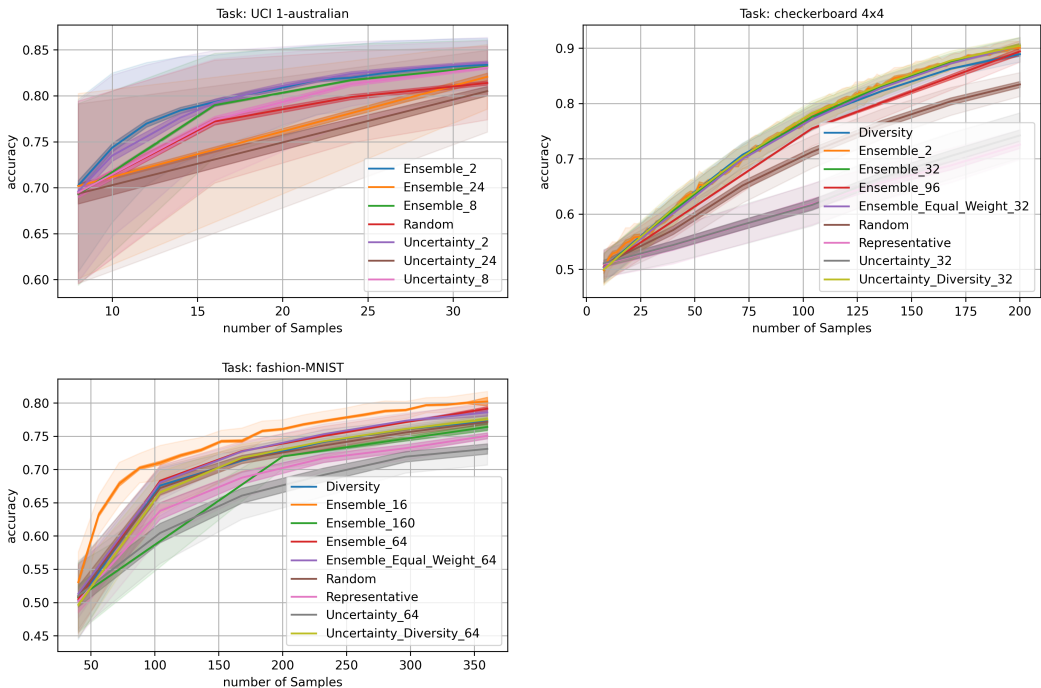 Task: UCI 1-australian
accuracy
0.85
0.80
0.75
0.70
0.65
0.60
10
15
20
25
30
number of Samples
Ensemble_2
Ensemble_24
Ensemble_8
Random
Uncertainty_2
Uncertainty_24
Uncertainty_8
Task: checkerboard 4x4
accuracy
0.9
0.8
0.7
0.6
0.5
0
25
50
75
100
125
150
175
200
number of Samples
Diversity
Ensemble_2
Ensemble_32
Ensemble_96
Ensemble_Equal_Weight_32
Random
Representative
Uncertainty_32
Uncertainty_Diversity_32
Task: fashion-MNIST
accuracy
0.80
0.75
0.70
0.65
0.60
0.55
0.50
0.45
50
100
150
200
250
300
350
number of Samples
Diversity
Ensemble_16
Ensemble_160
Ensemble_64
Ensemble_Equal_Weight_64
Random
Representative
Uncertainty_64
Uncertainty_Diversity_64